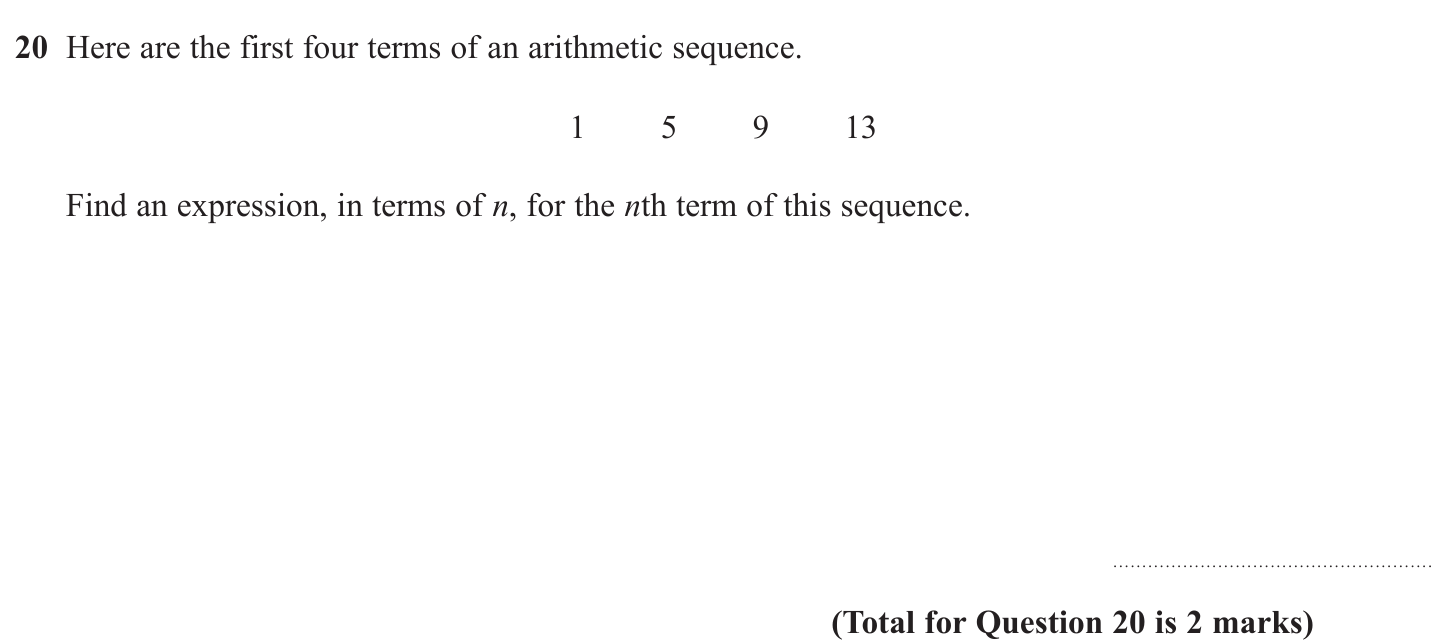 20 Here are the first four terms of an arithmetic sequence.
1 5 9 13
Find an expression, in terms of n, for the nth term of this sequence.
(Total for Question 20 is 2 marks)